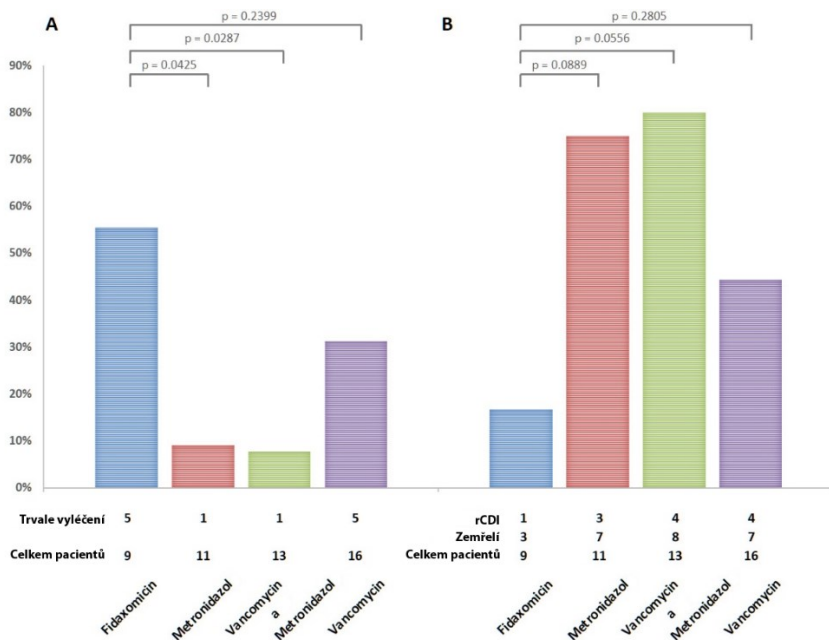 A
p = 0.2399
p = 0.0287
p = 0.0425
B
p = 0.2805
p = 0.0556
p = 0.0889
90%
80%
70%
60%
50%
40%
30%
20%
10%
0%
Trvale vyléčení 5 1 1 5
Celkem pacientů 9 11 13 16
Fidaxomicin
Metronidazol
Vancomycin
a
Metronidazol
Vancomycin
rCDI 1 3 4 4
Zemřelí 3 7 8 7
Celkem pacientů 9 11 13 16
Fidaxomicin
Metronidazol
Vancomycin
a
Metronidazol
Vancomycin